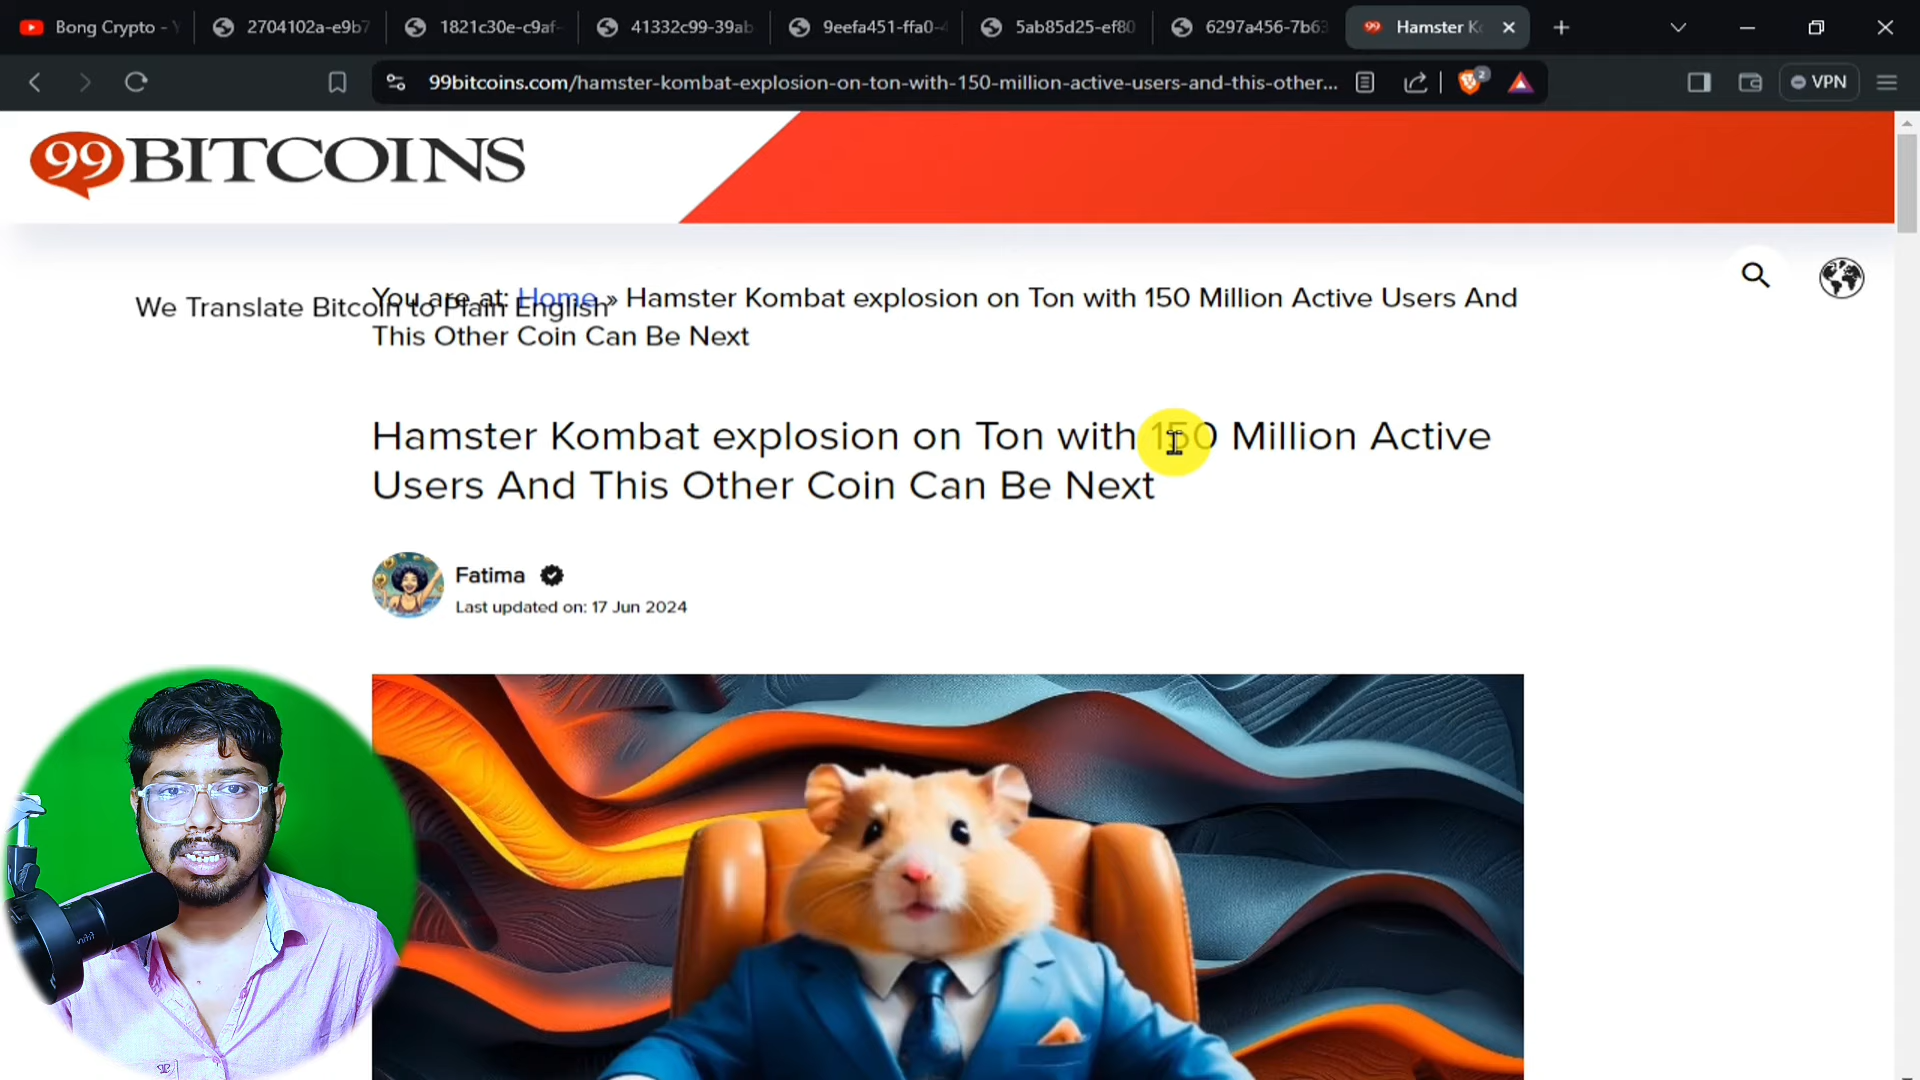 Bong Crypto - Y
2704102a-e9b7
1821c30e-c9af-
41332c99-39ab
9eefa451-ffa0-4
5ab85d25-ef80
6297a456-7b63
Hamster Ko
99bitcoins.com/hamster-kombat-explosion-on-ton-with-150-million-active-users-and-this-other...
2
VPN
99BITCOINS
We Translate Bitcoin to Plain English
You are at: Home » Hamster Kombat explosion on Ton with 150 Million Active Users And
This Other Coin Can Be Next
Hamster Kombat explosion on Ton with 150 Million Active
Users And This Other Coin Can Be Next
Fatima
Last updated on: 17 Jun 2024